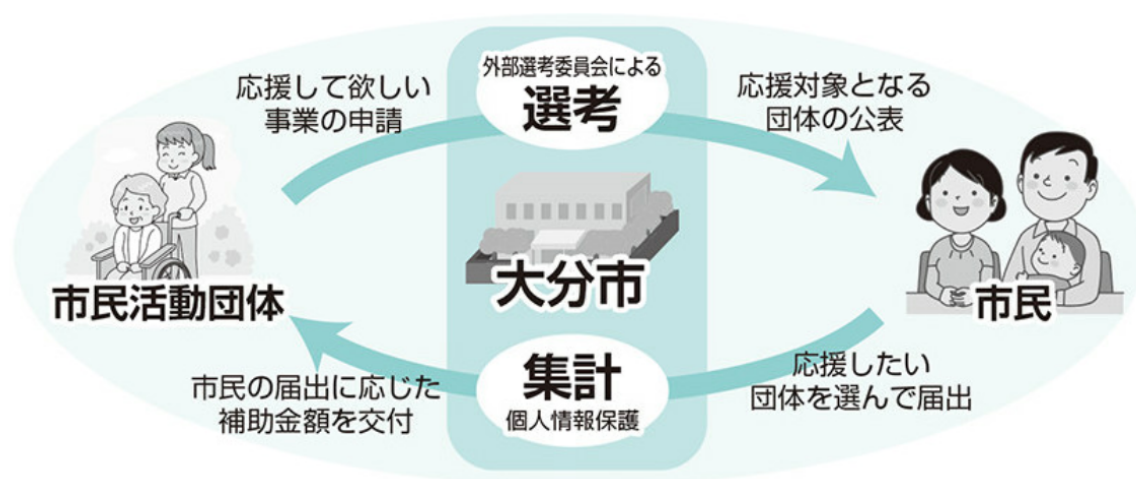 外部選考委員会による
選考
応援して欲しい
事業の申請
応援対象となる
団体の公表
大分市
市民活動団体
市民
集計
個人情報保護
市民の届出に応じた
補助金額を交付
応援したい
団体を選んで届出